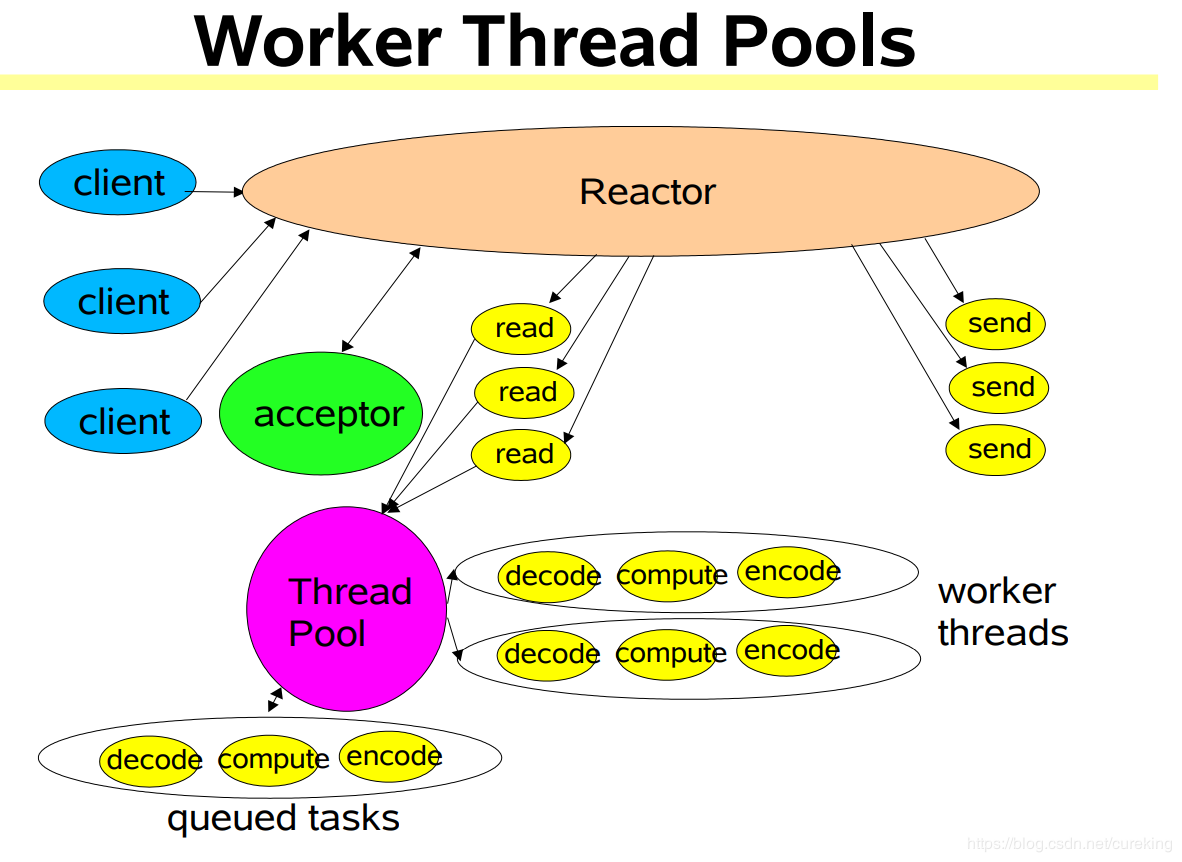 Worker Thread Pools
client
Reactor
client
client
acceptor
read
read
read
send
send
send
Thread
Pool
decode compute encode
decode compute encode
worker
threads
decode compute encode
queued tasks
https://blog.csdn.net/cureking